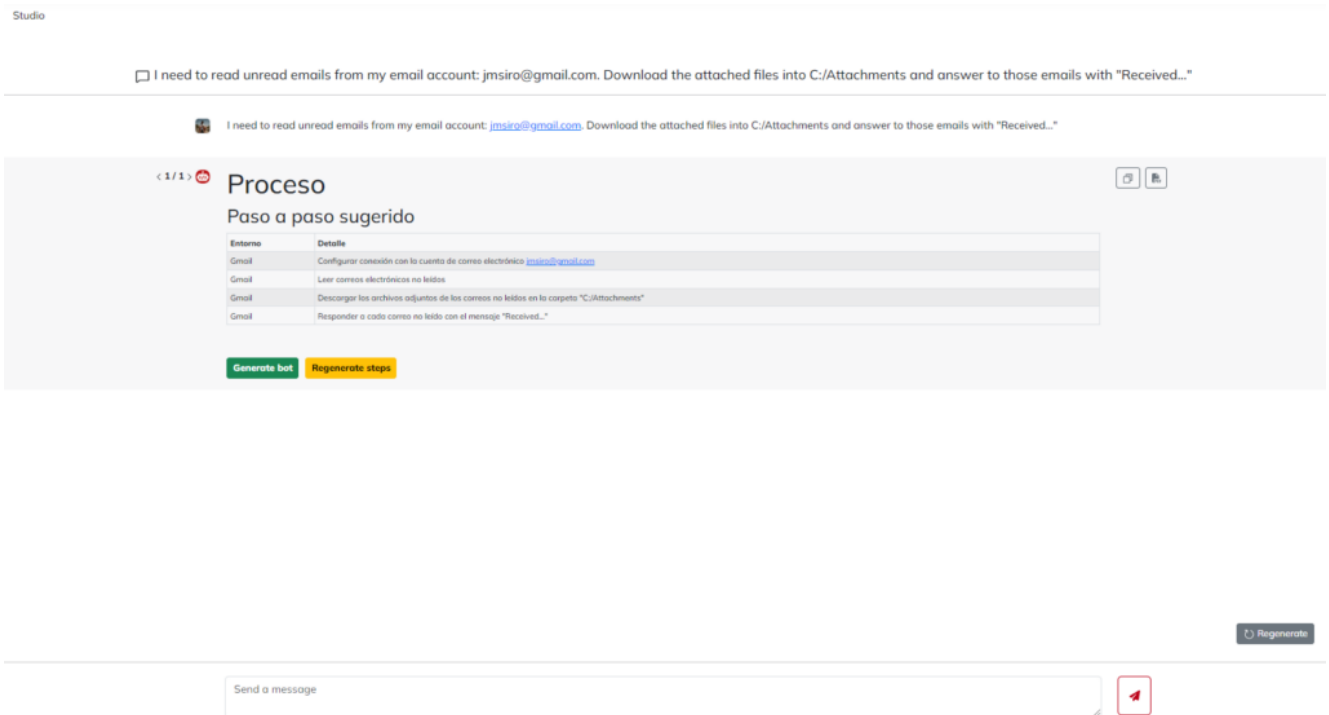 Studio
I need to read unread emails from my email account: jmsiro@gmail.com. Download the attached files into C:/Attachments and answer to those emails with "Received..."
I need to read unread emails from my email account: jmsiro@gmail.com. Download the attached files into C:/Attachments and answer to those emails with "Received..."
< 1 / 1 >
Proceso
Paso a paso sugerido
Entorno Detalle
Gmail Configurar conexión con la cuenta de correo electrónico jmsiro@gmail.com
Gmail Leer correos electrónicos no leídos
Gmail Descargar los archivos adjuntos de los correos no leídos en la carpeta "C:/Attachments"
Gmail Responder a cada correo no leído con el mensaje "Received..."
Generate bot Regenerate steps
Regenerate
Send a message